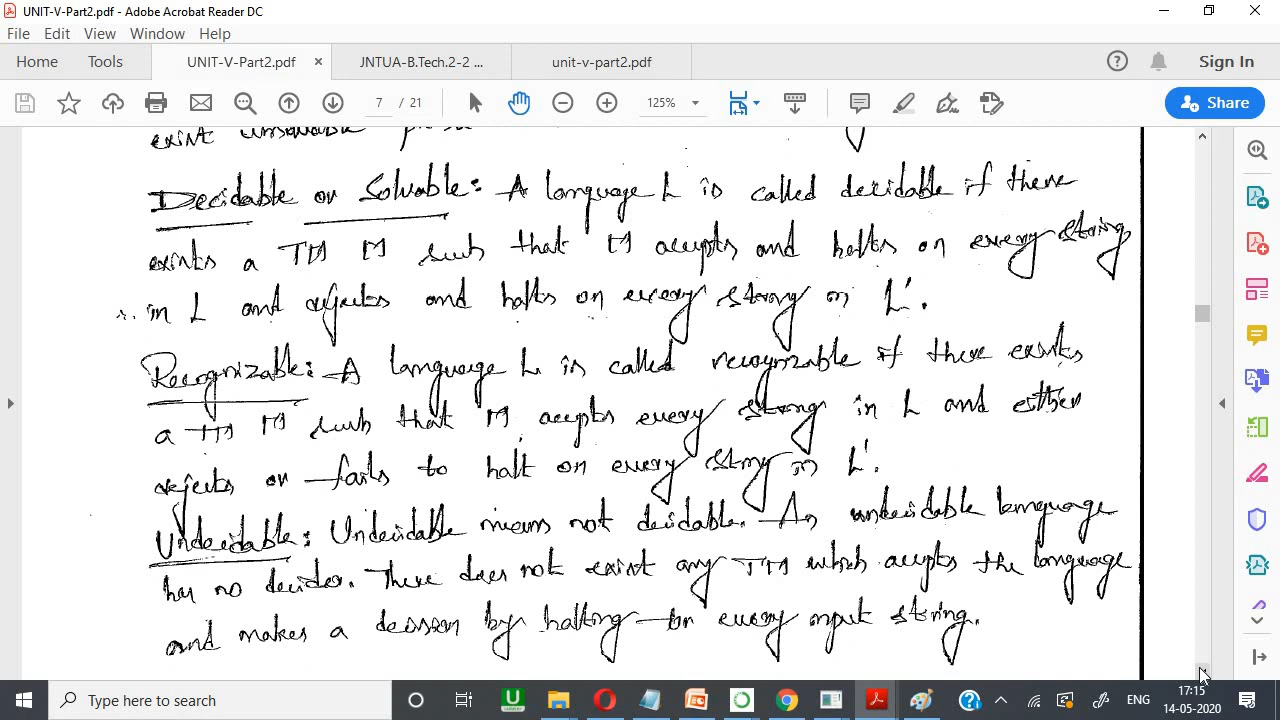 UNIT-V-Part2.pdf - Adobe Acrobat Reader DC
File Edit View Window Help
Home Tools UNIT-V-Part2.pdf × JNTUA-B.Tech.2-2 ... unit-v-part2.pdf Sign In
7 / 21 125% Share
exist unsolvable
Decidable or Solvable: A language L is called decidable if there
exists a TM M such that M accepts and halts on every string
in L and rejects and halts on every string in L'.
Recognizable: A language L is called recognizable if there exists
a TM M such that M accepts every string in L and either
rejects or fails to halt on every string in L'.
Undecidable: Undecidable means not decidable. An undecidable language
has no decider. There does not exist any TM which accepts the language
and makes a decision by halting on every input string.
Type here to search
ENG 17:15
14-05-2020